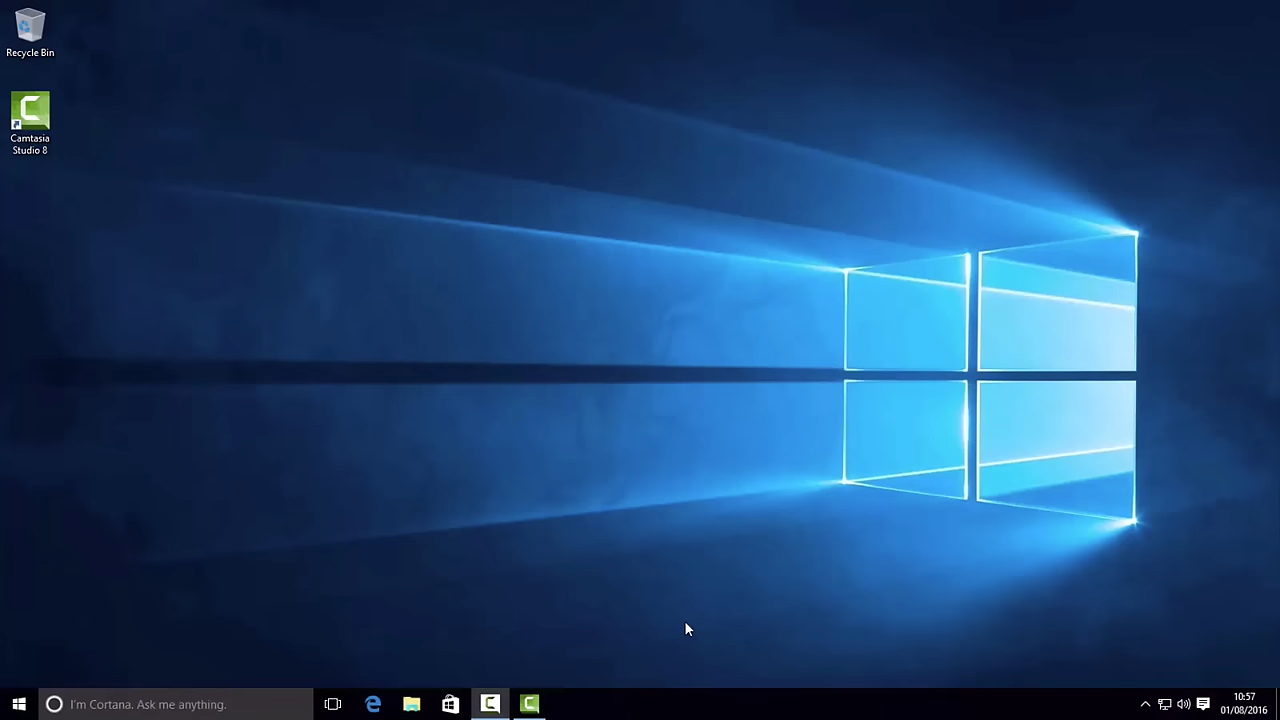 Recycle Bin
Camtasia
Studio 8
I'm Cortana. Ask me anything.
10:57
01/08/2016